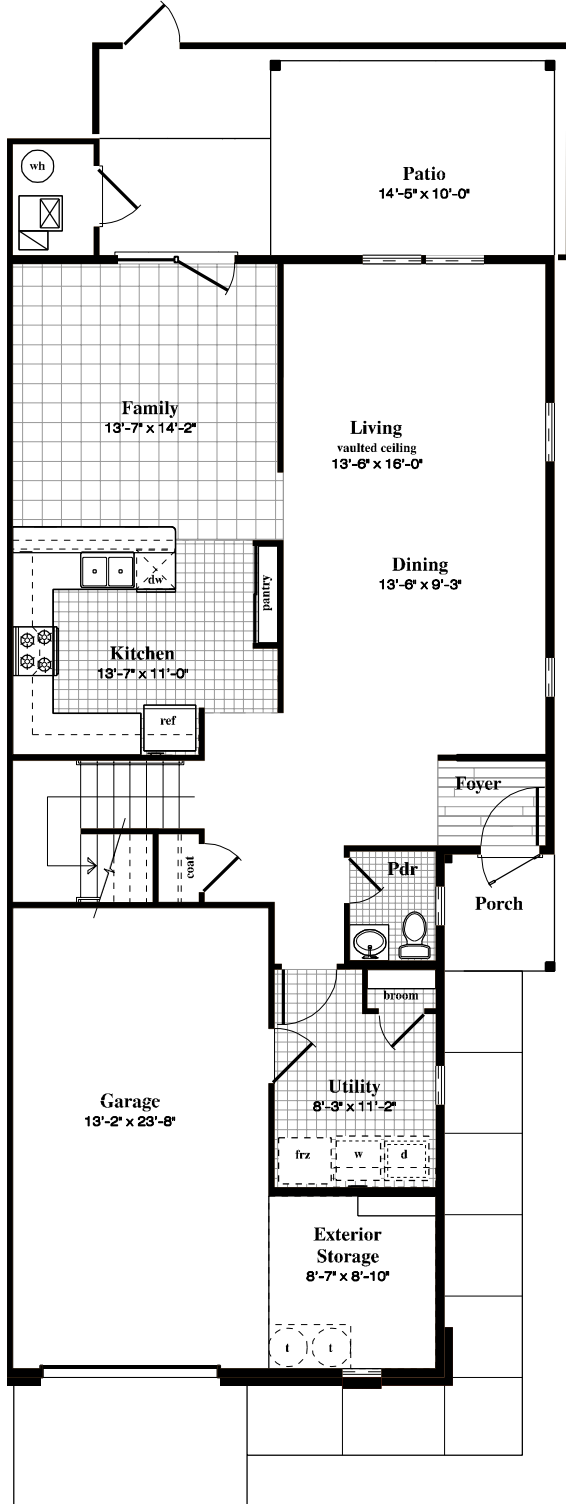 wh
Patio
14'-5" x 10'-0"
Family
13'-7" x 14'-2"
Living
vaulted ceiling
13'-6" x 16'-0"
Dining
13'-6" x 9'-3"
dw
pantry
Kitchen
13'-7" x 11'-0"
ref
Foyer
coat
Pdr
Porch
broom
Utility
8'-3" x 11'-2"
Garage
13'-2" x 23'-8"
frz
w
d
Exterior
Storage
8'-7" x 8'-10"
t
t